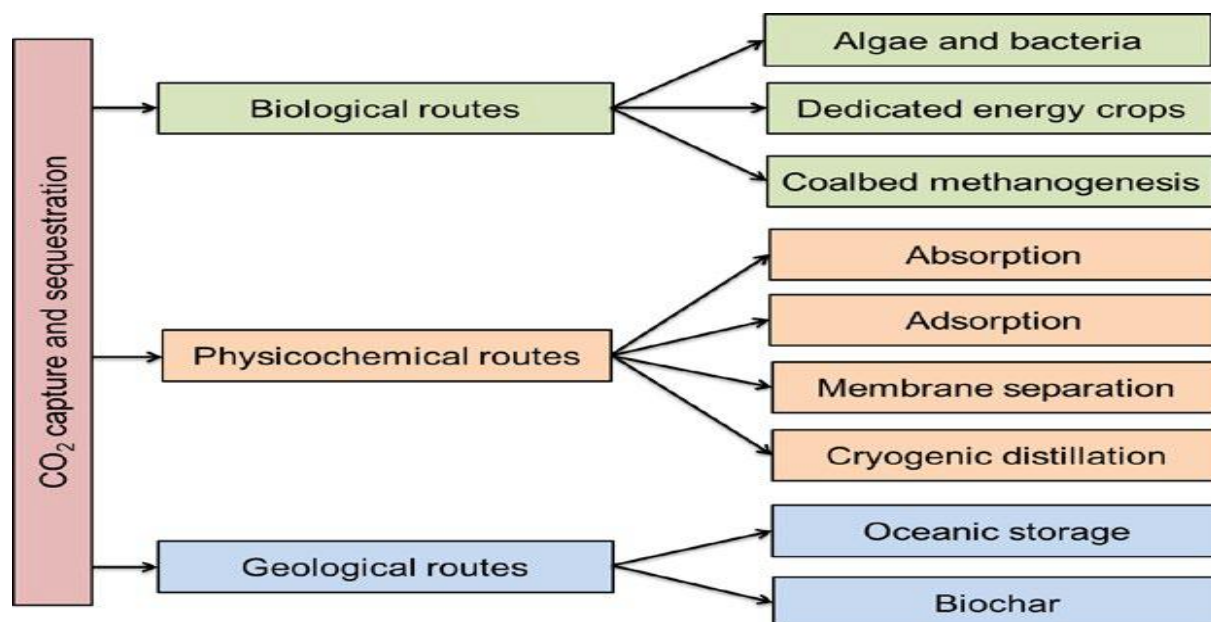 CO₂ capture and sequestration
Biological routes
Algae and bacteria
Dedicated energy crops
Coalbed methanogenesis
Physicochemical routes
Absorption
Adsorption
Membrane separation
Cryogenic distillation
Geological routes
Oceanic storage
Biochar